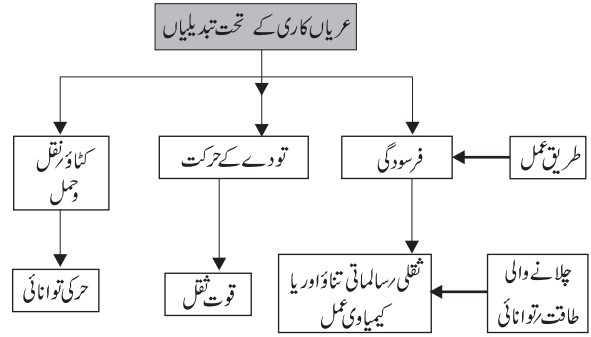 عریاں کاری کے تحت تبدیلیاں
طریق عمل
فرسودگی
تودے کے حرکت
کٹاؤ/نقل
وحمل
چلانے والی
طاقت/توانائی
ثقلی/سالماتی تناؤ اور یا
کیمیاوی عمل
قوت ثقل
حرکی توانائی